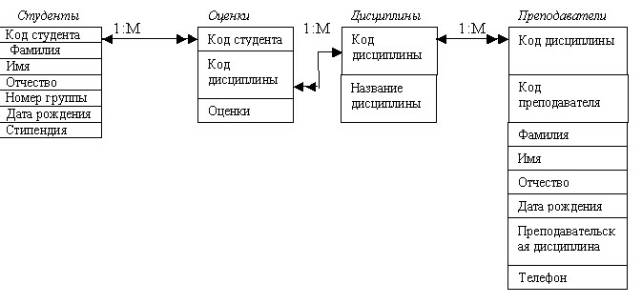 Студенты
Код студента
Фамилия
Имя
Отчество
Номер группы
Дата рождения
Стипендия
1:М
Оценки
Код студента
Код
дисциплины
Оценки
1:М
Дисциплины
Код
дисциплины
Название
дисциплины
1:М
Преподаватели
Код дисциплины
Код
преподавателя
Фамилия
Имя
Отчество
Дата рождения
Преподавательск
ая дисциплина
Телефон